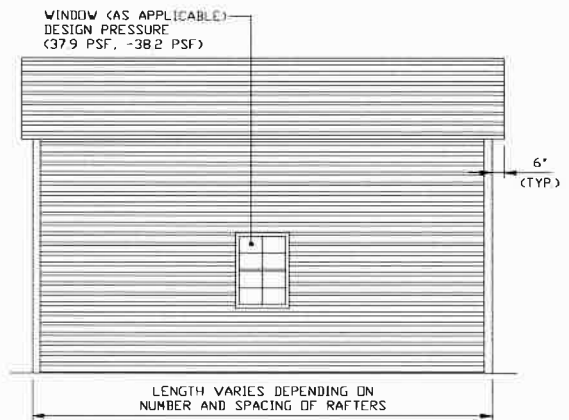 WINDOW (AS APPLICABLE)
DESIGN PRESSURE
(37.9 PSF, -38.2 PSF)
6"
(TYP.)
LENGTH VARIES DEPENDING ON
NUMBER AND SPACING OF RAFTERS